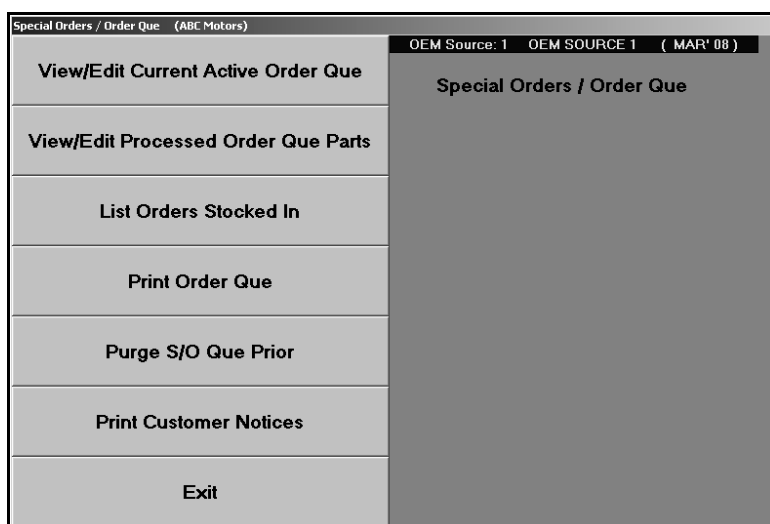 Special Orders / Order Que (ABC Motors)
OEM Source: 1 OEM SOURCE 1 ( MAR' 08 )
Special Orders / Order Que
View/Edit Current Active Order Que
View/Edit Processed Order Que Parts
List Orders Stocked In
Print Order Que
Purge S/O Que Prior
Print Customer Notices
Exit